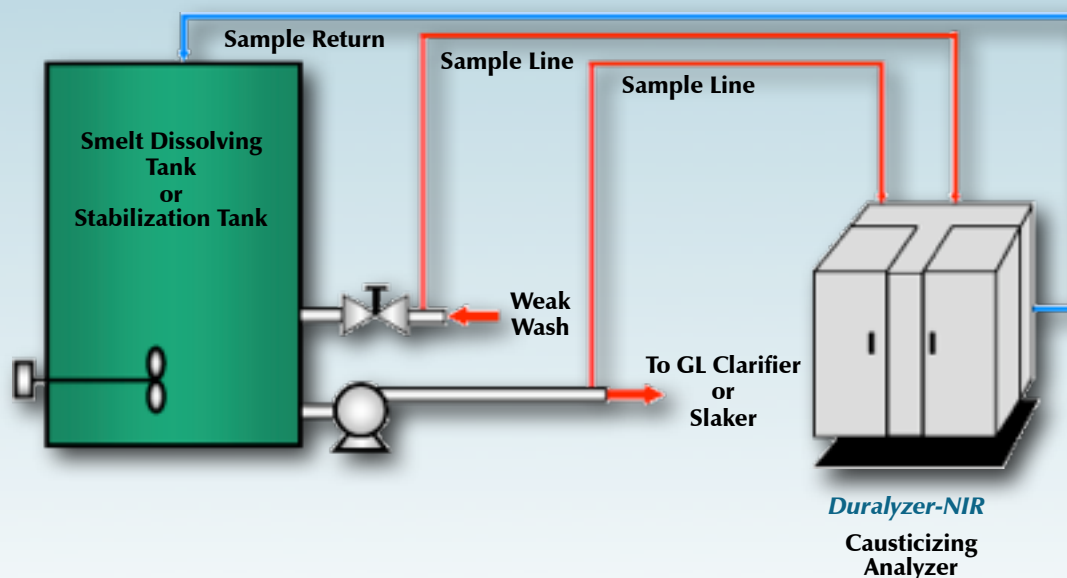 Sample Return
Sample Line
Sample Line
Smelt Dissolving
Tank
or
Stabilization Tank
Weak
Wash
To GL Clarifier
or
Slaker
Duralyzer-NIR
Causticizing
Analyzer